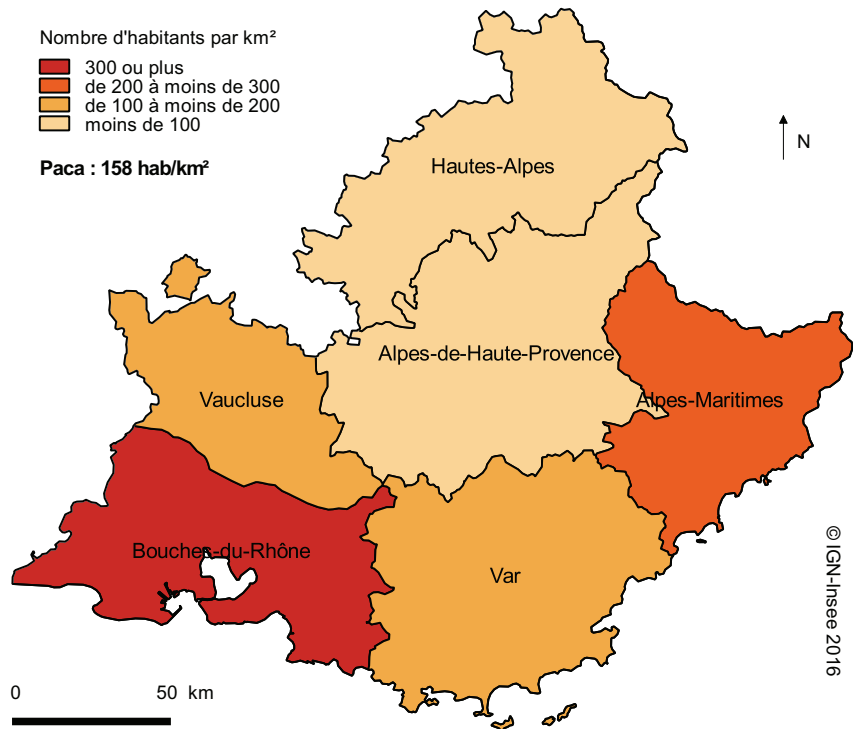 Nombre d'habitants par km²
300 ou plus
de 200 à moins de 300
de 100 à moins de 200
moins de 100
Paca : 158 hab/km²
N
Hautes-Alpes
Alpes-de-Haute-Provence
Vaucluse
Alpes-Maritimes
Bouches-du-Rhône
Var
© IGN-Insee 2016
0 50 km